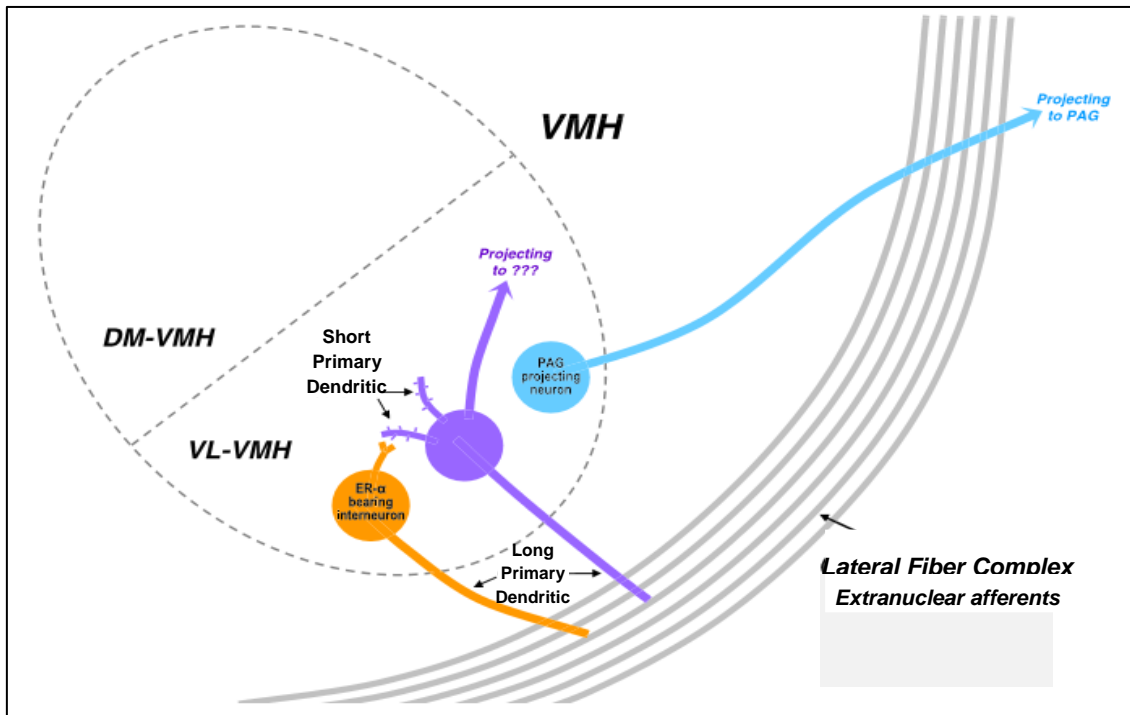 VMH
Projecting
to PAG
Projecting
to ???
DM-VMH
Short
Primary
Dendritic
PAG
projecting
neuron
VL-VMH
ER-α
bearing
interneuron
Long
Primary
Dendritic
Lateral Fiber Complex
Extranuclear afferents